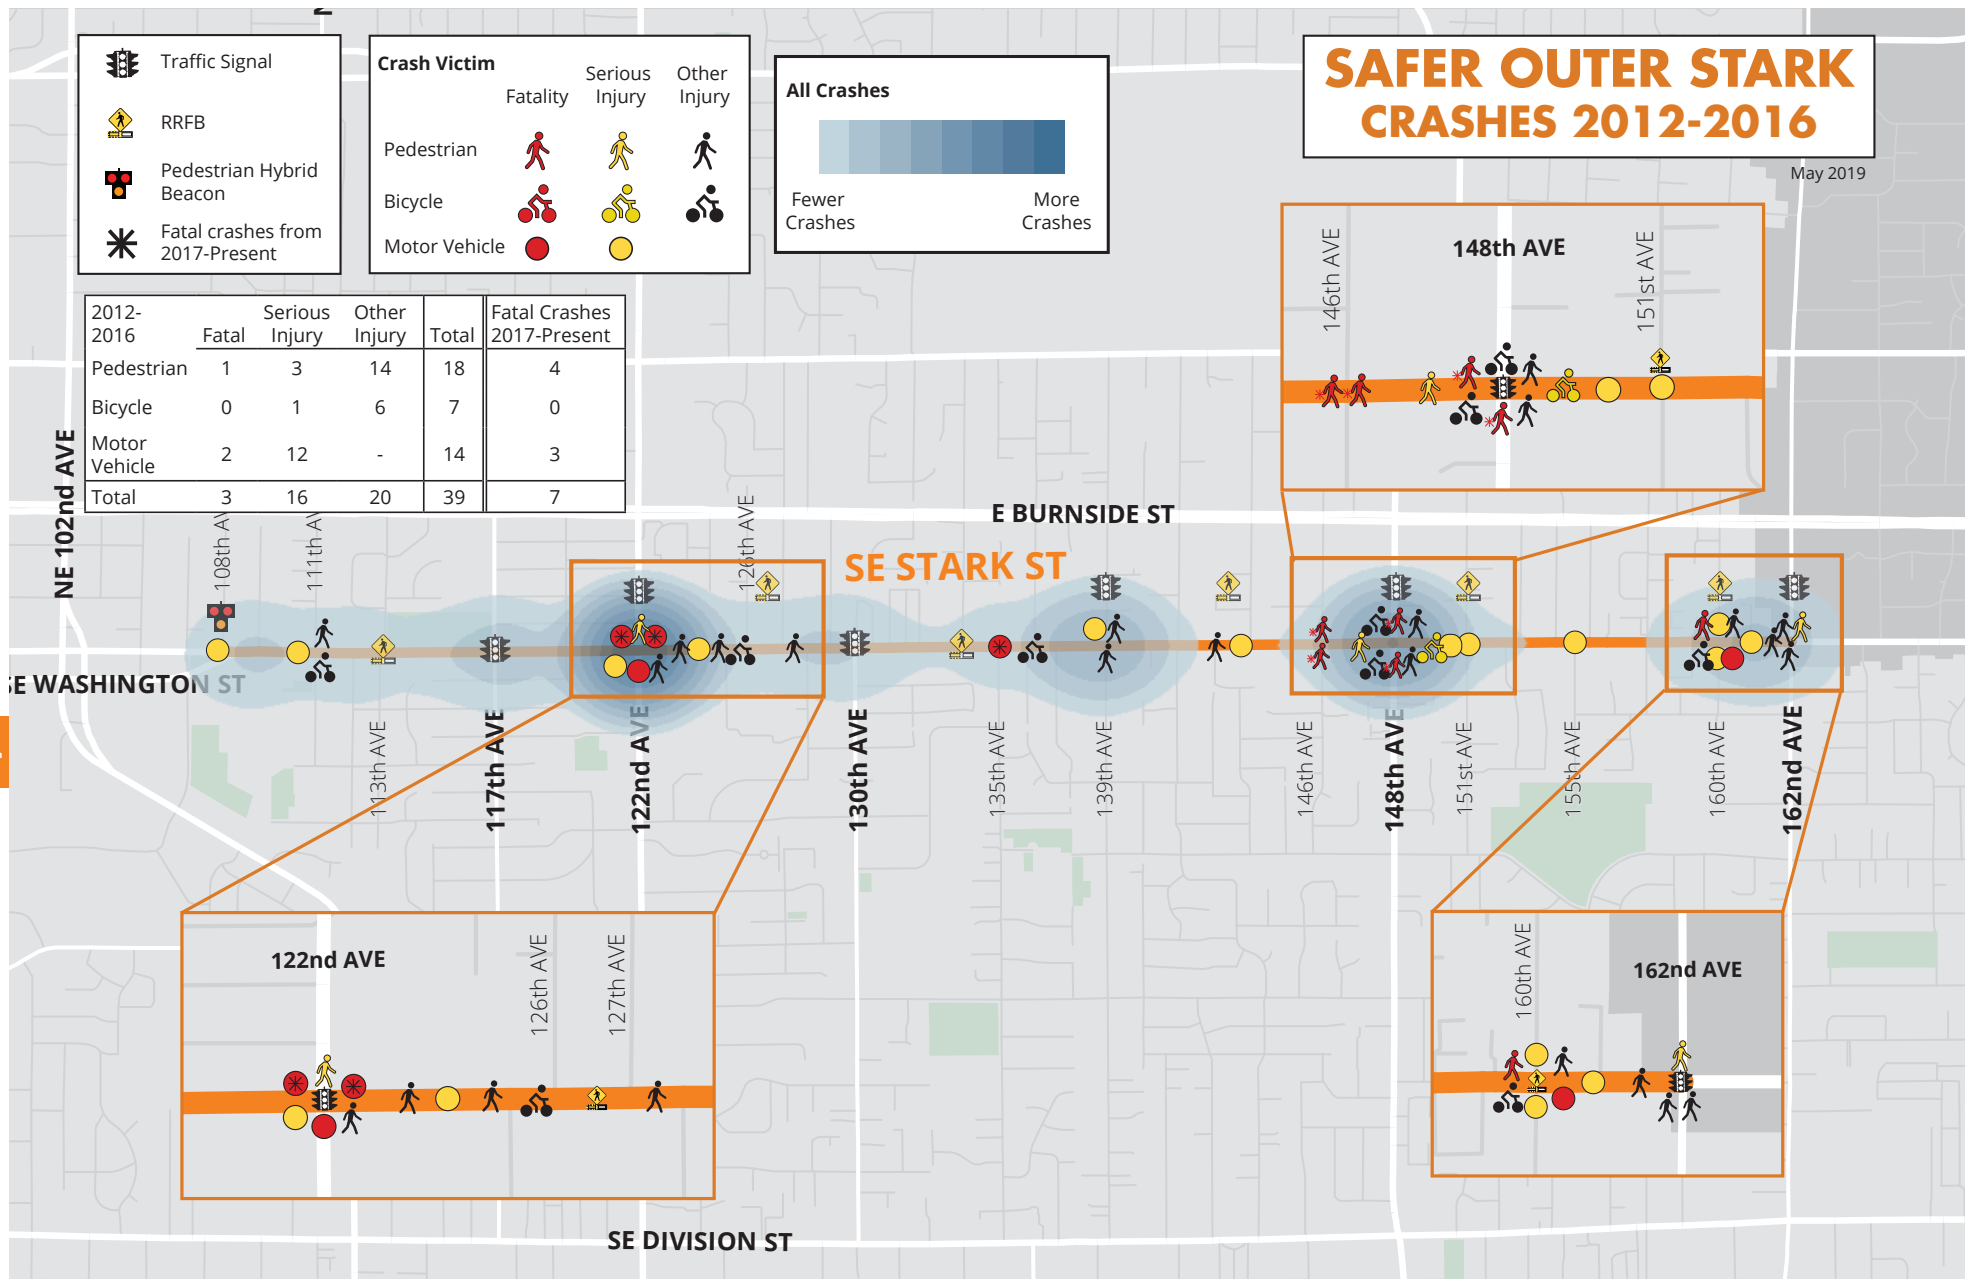 Traffic Signal
RRFB
Pedestrian Hybrid
Beacon
Fatal crashes from
2017-Present
Crash Victim
Fatality
Serious
Injury
Other
Injury
Pedestrian
Bicycle
Motor Vehicle
All Crashes
Fewer
Crashes
More
Crashes
SAFER OUTER STARK
CRASHES 2012-2016
May 2019
2012-
2016 Fatal Serious Injury Other Injury Total Fatal Crashes 2017-Present
Pedestrian 1 3 14 18 4
Bicycle 0 1 6 7 0
Motor
Vehicle 2 12 - 14 3
Total 3 16 20 39 7
146th AVE
148th AVE
151st AVE
NE 102nd AVE
108th AV
111th AV
126th AVE
E BURNSIDE ST
SE STARK ST
SE WASHINGTON ST
113th AVE
117th AVE
122nd AVE
130th AVE
135th AVE
139th AVE
146th AVE
148th AVE
151st AVE
155th AVE
160th AVE
162nd AVE
122nd AVE
126th AVE
127th AVE
160th AVE
162nd AVE
SE DIVISION ST